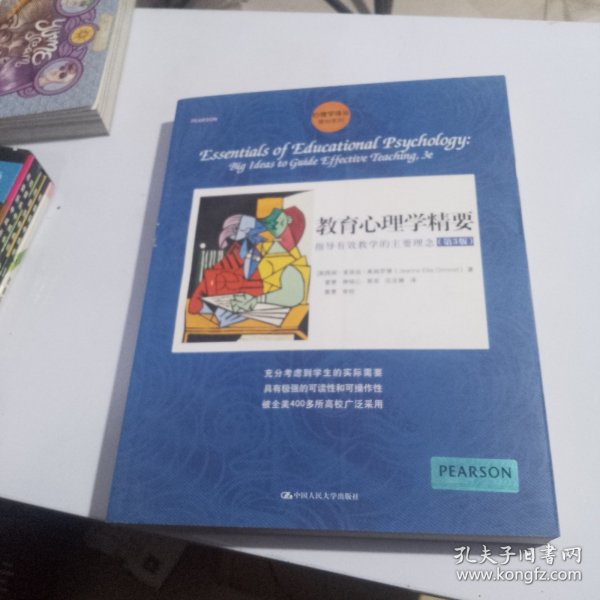 PEARSON
Essentials of Educational Psychology:
Big Ideas to Guide Effective Teaching, 3e
教育心理学精要
指导有效教学的主要理念（第3版）
充分考虑到学生的实际需要
具有极强的可读性和可操作性
被全美400多所高校广泛采用
PEARSON
中国人民大学出版社
孔夫子旧书网
www.kongfz.com